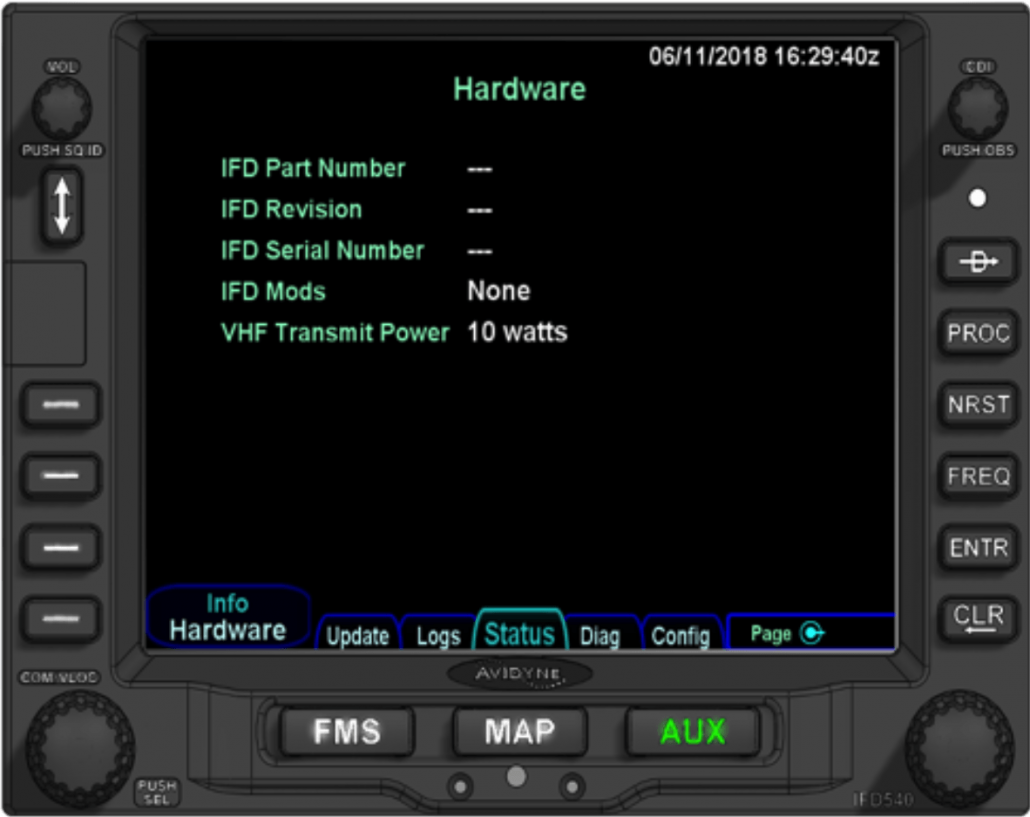 VOL
PUSH SQ ID
06/11/2018 16:29:40z
Hardware
CDI
PUSH OBS
IFD Part Number ---
IFD Revision ---
IFD Serial Number ---
IFD Mods None
VHF Transmit Power 10 watts
PROC
NRST
FREQ
ENTR
CLR
Info
Hardware
Update Logs Status Diag Config Page
AVIDYNE
COM/VLOC
PUSH
SEL
FMS MAP AUX
IFD540